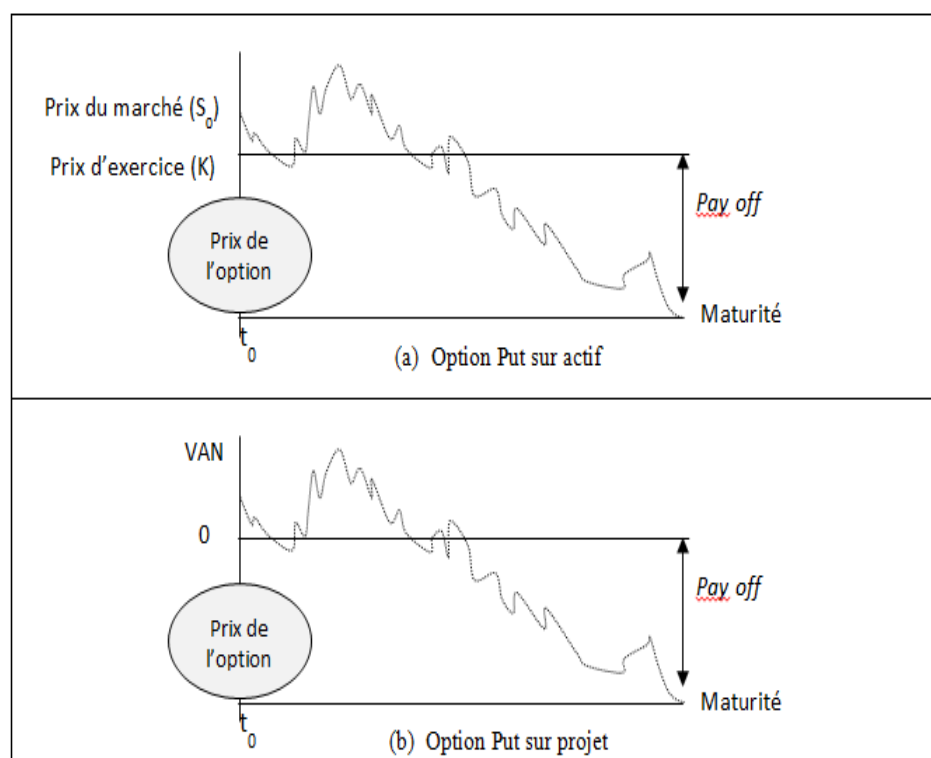 Prix du marché (S₀)
Prix d’exercice (K)
Pay off
Prix de
l’option
Maturité
t₀
(a) Option Put sur actif
VAN
0
Pay off
Prix de
l’option
Maturité
t₀
(b) Option Put sur projet